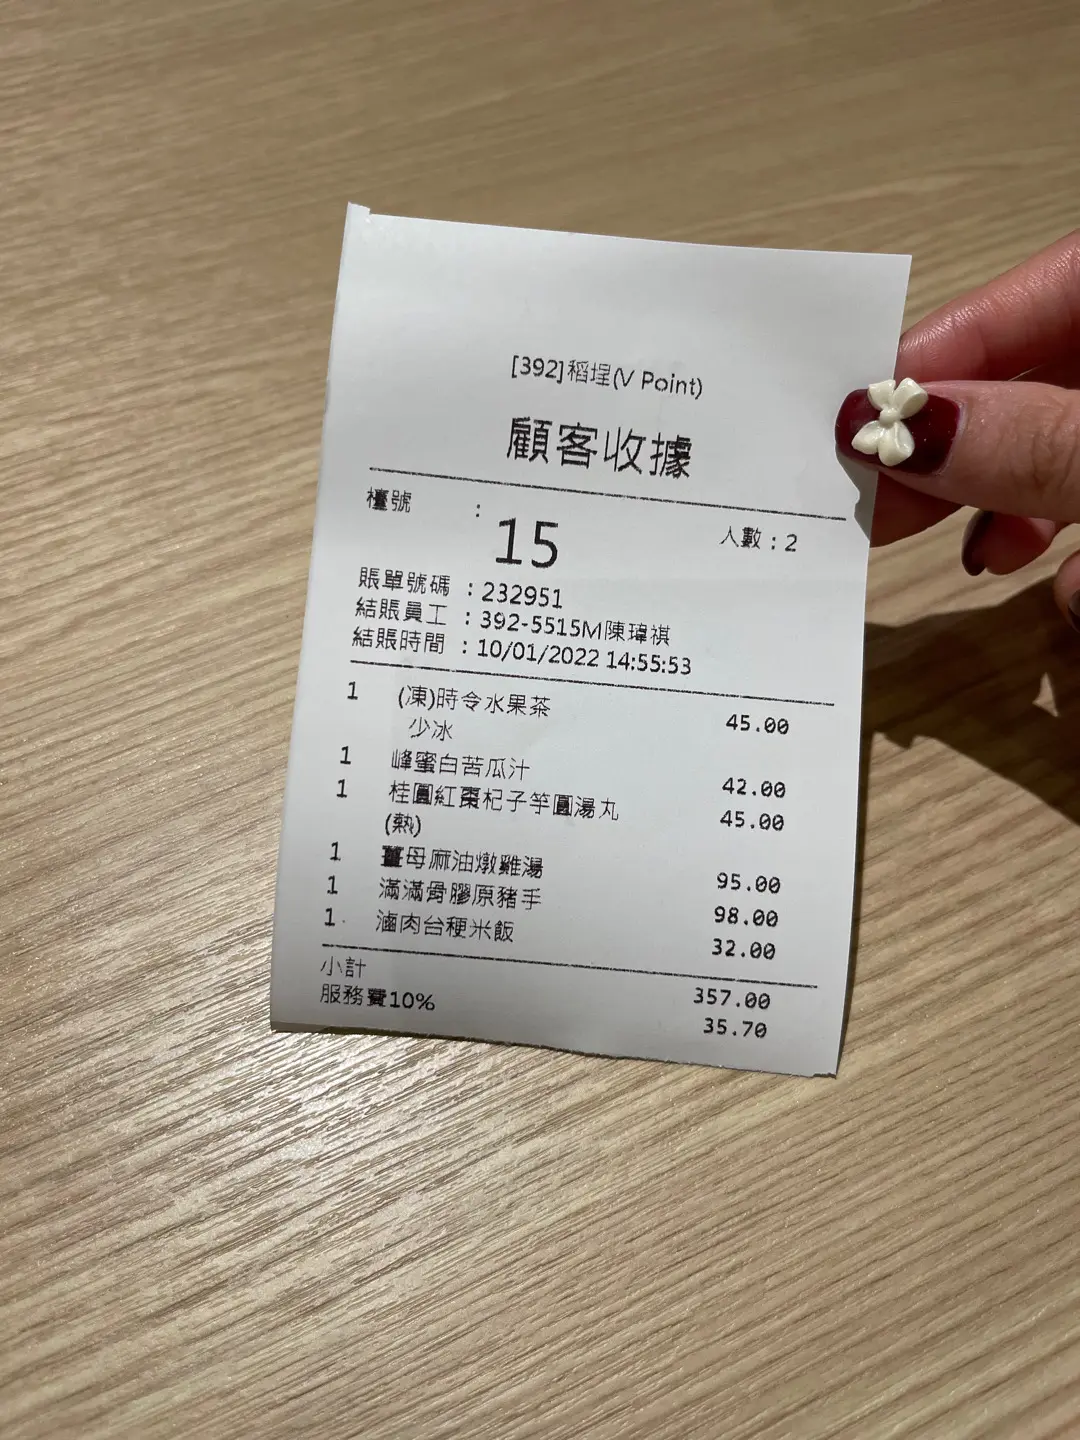 [392]稻埕(V Point)
顧客收據
檯號 : 15 人數：2
賬單號碼 ：232951
結賬員工 ：392-5515M陳瑋祺
結賬時間 ：10/01/2022 14:55:53
1 (凍)時令水果茶 45.00
少冰
1 峰蜜白苦瓜汁 42.00
1 桂圓紅棗杞子芋圓湯丸 45.00
(熱)
1 薑母麻油燉雞湯 95.00
1 滿滿骨膠原豬手 98.00
1 滷肉台稉米飯 32.00
小計 357.00
服務費10% 35.70